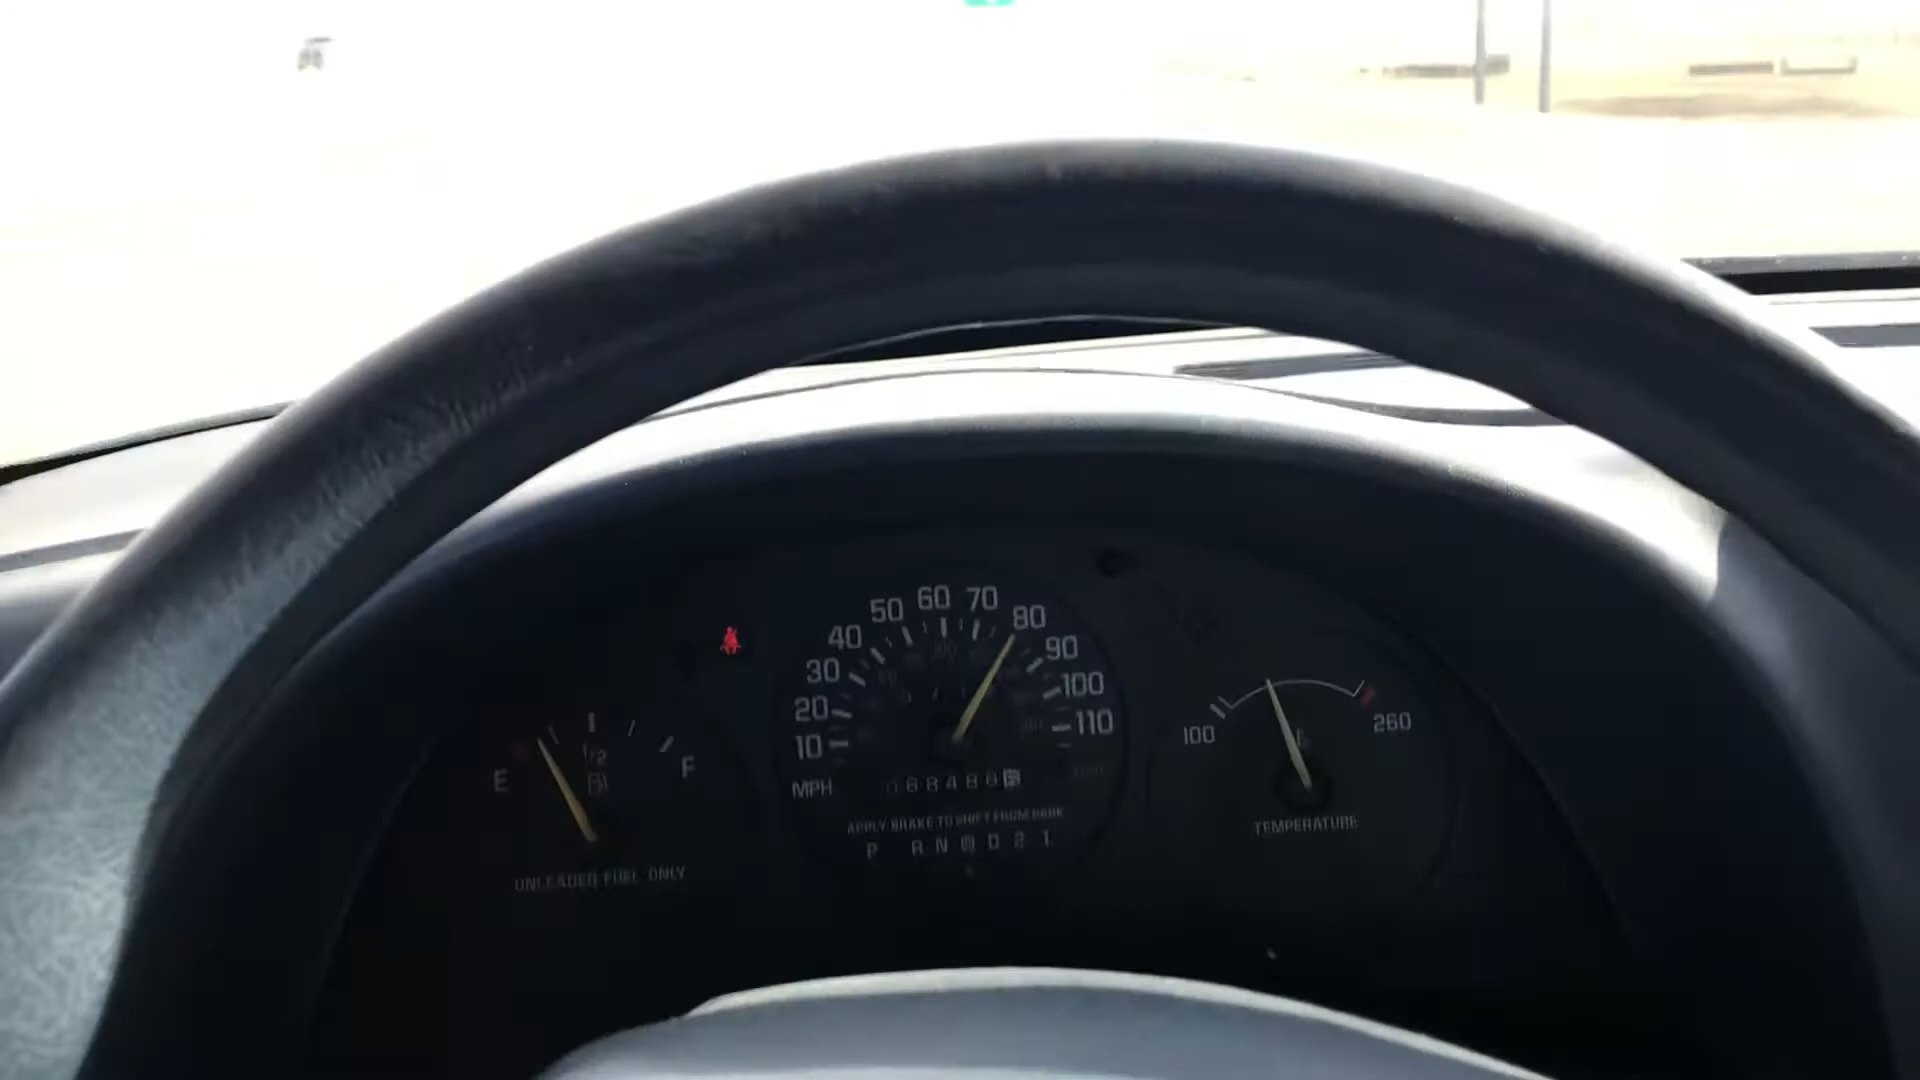 10 20 30 40 50 60 70 80 90 100 110
MPH
APPLY BRAKE TO SHIFT FROM PARK
P R N D D 2 1
E 1/2 F
UNLEADED FUEL ONLY
100 260
TEMPERATURE